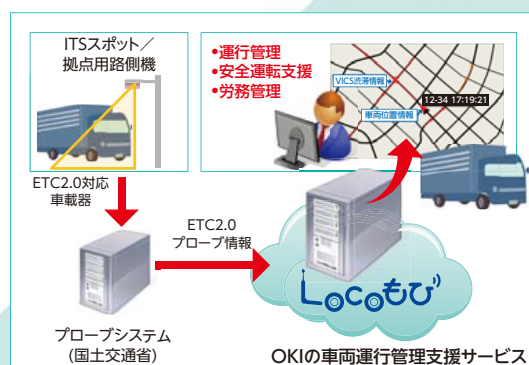 ITSスポット／
拠点用路側機
ETC2.0対応
車載器
•運行管理
•安全運転支援
•労務管理
VICS渋滞情報
12-34 17:19:21
車両位置情報
ETC2.0
プローブ情報
プローブシステム
(国土交通省)
Locoもび
OKIの車両運行管理支援サービス